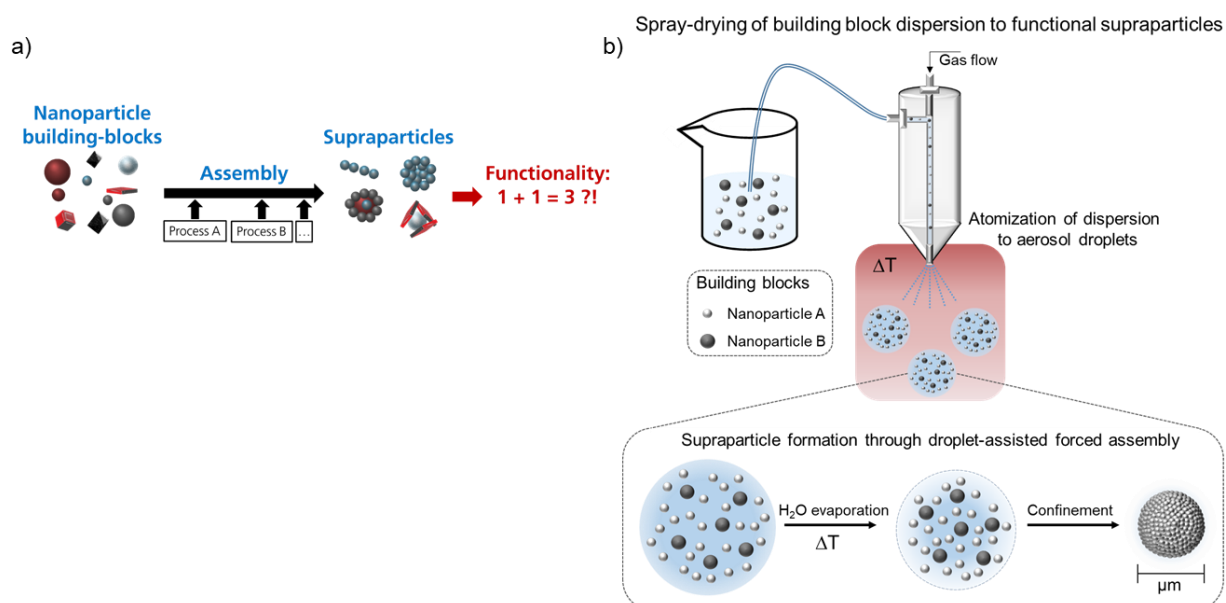 a)
Nanoparticle
building-blocks
Assembly
Process A
Process B
...
Supraparticles
Functionality:
1 + 1 = 3 ?!
b)
Spray-drying of building block dispersion to functional supraparticles
Gas flow
Atomization of dispersion
to aerosol droplets
ΔT
Building blocks
Nanoparticle A
Nanoparticle B
Supraparticle formation through droplet-assisted forced assembly
H₂O evaporation
ΔT
Confinement
μm